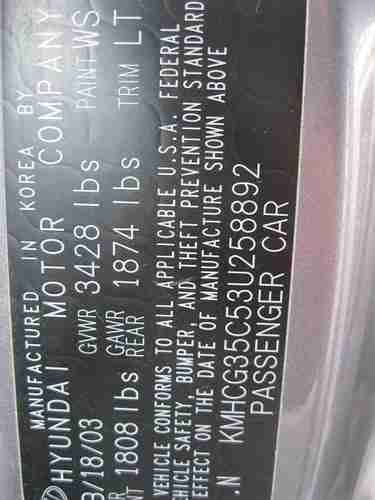 MANUFACTURED IN KOREA BY
HYUNDAI MOTOR COMPANY
/18/03 GVWR 3428 lbs PAINT WS
1808 lbs GAWR REAR 1874 lbs TRIM LT
VEHICLE CONFORMS TO ALL APPLICABLE U.S.A. FEDERAL
VEHICLE SAFETY, BUMPER, AND THEFT PREVENTION STANDARD
EFFECT ON THE DATE OF MANUFACTURE SHOWN ABOVE
.N KMHCG35C53U258892
PASSENGER CAR